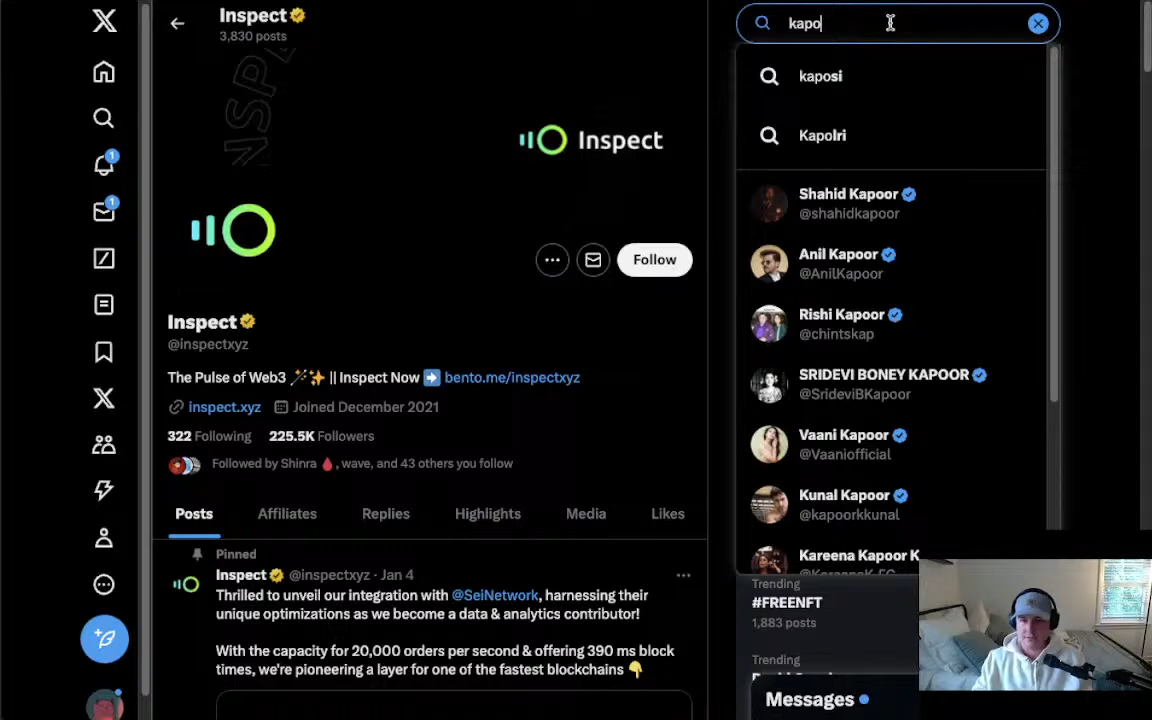 Inspect
3,830 posts
Inspect
Follow
Inspect
@inspectxyz
The Pulse of Web3 🪄✨ || Inspect Now ➡️ bento.me/inspectxyz
inspect.xyz Joined December 2021
322 Following 225.5K Followers
Followed by Shinra 🩸, wave, and 43 others you follow
Posts Affiliates Replies Highlights Media Likes
Pinned
Inspect @inspectxyz · Jan 4
Thrilled to unveil our integration with @SeiNetwork, harnessing their
unique optimizations as we become a data & analytics contributor!
With the capacity for 20,000 orders per second & offering 390 ms block
times, we're pioneering a layer for one of the fastest blockchains 👇
kapo
kaposi
Kapolri
Shahid Kapoor
@shahidkapoor
Anil Kapoor
@AnilKapoor
Rishi Kapoor
@chintskap
SRIDEVI BONEY KAPOOR
@SrideviBKapoor
Vaani Kapoor
@Vaaniofficial
Kunal Kapoor
@kapoorkkunal
Kareena Kapoor K
Trending
#FREENFT
1,883 posts
Trending
Messages
1
1